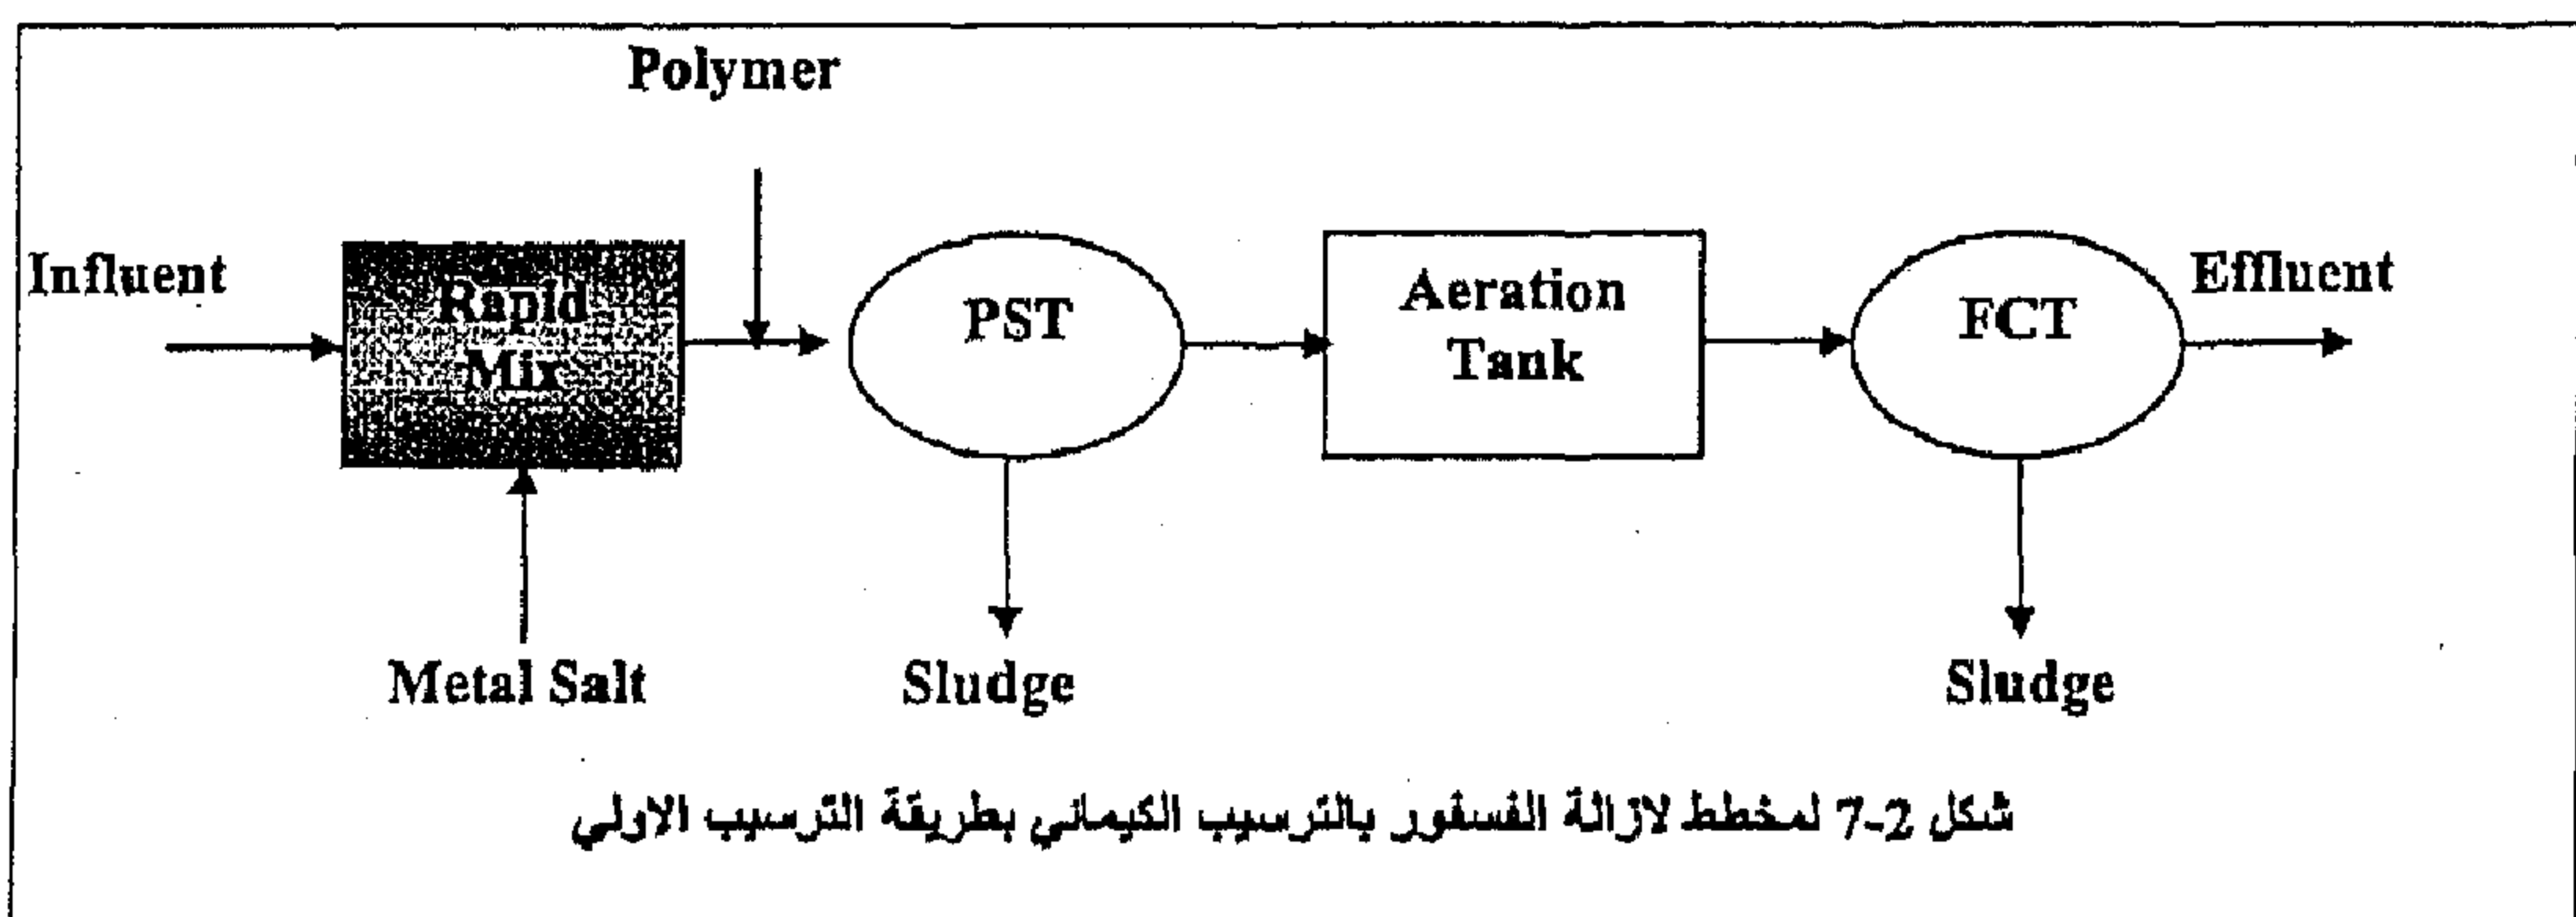 Polymer
Influent
Rapid
Mix
PST
Aeration
Tank
FCT
Effluent
Metal Salt
Sludge
Sludge
شكل 2-7 لمخطط لازالة الفسفور بالترسيب الكيماني بطريقة الترسيب الاولي